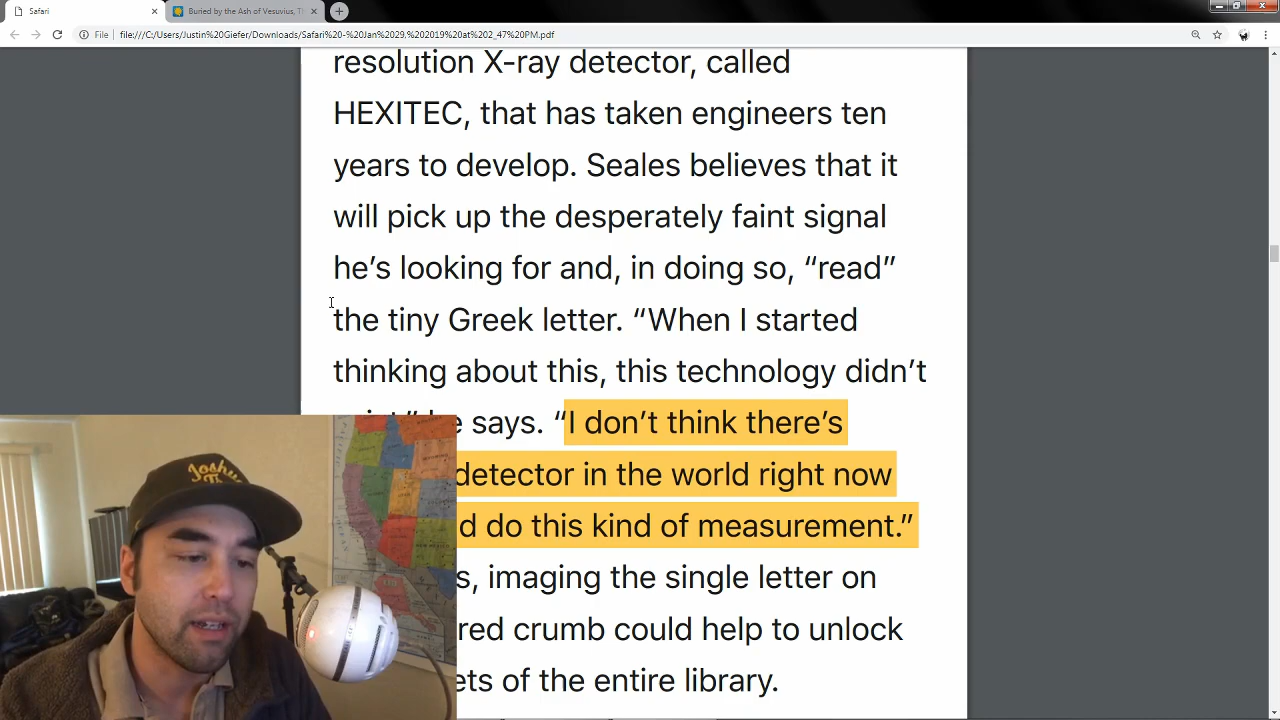 Safari
Buried by the Ash of Vesuvius, Th
File file:///C:/Users/Justin%20Giefer/Downloads/Safari%20-%20Jan%2029,%202019%20at%202_47%20PM.pdf
resolution X-ray detector, called
HEXITEC, that has taken engineers ten
years to develop. Seales believes that it
will pick up the desperately faint signal
he’s looking for and, in doing so, “read”
the tiny Greek letter. “When I started
thinking about this, this technology didn’t
says. “I don’t think there’s
detector in the world right now
do this kind of measurement.”
imaging the single letter on
crumb could help to unlock
of the entire library.